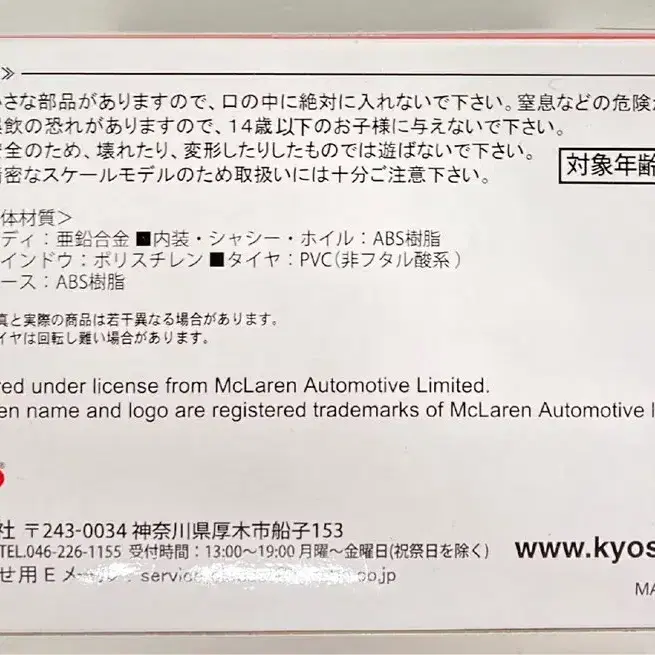 ≫
さな部品がありますので、口の中に絶対に入れないで下さい。窒息などの危険
飲の恐れがありますので、14歳以下のお子様に与えないで下さい。
全のため、壊れたり、変形したりしたものでは遊ばないで下さい。
密なスケールモデルのため取扱いには十分ご注意下さい。
対象年齢
体材質＞
ディ：亜鉛合金 ■内装・シャシー・ホイル：ABS樹脂
インドウ：ポリスチレン ■タイヤ：PVC(非フタル酸系)
ース：ABS樹脂
真と実際の商品は若干異なる場合があります。
イヤは回転し難い場合があります。
red under license from McLaren Automotive Limited.
en name and logo are registered trademarks of McLaren Automotive
社 〒243-0034 神奈川県厚木市船子153
TEL.046-226-1155 受付時間：13:00〜19:00 月曜〜金曜日(祝祭日を除く)
せ用Eメール：service
co.jp
www.kyos
MA